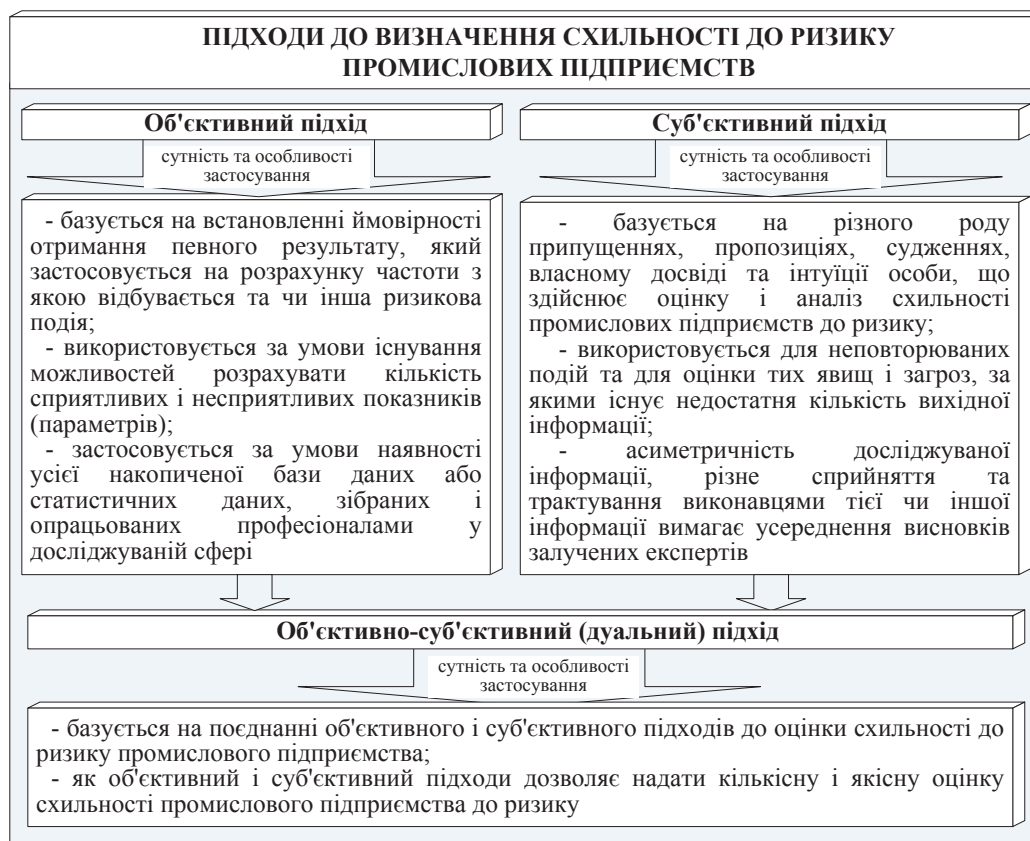 ПІДХОДИ ДО ВИЗНАЧЕННЯ СХИЛЬНОСТІ ДО РИЗИКУ
ПРОМИСЛОВИХ ПІДПРИЄМСТВ
Об'єктивний підхід
сутність та особливості
застосування
- базується на встановленні ймовірності
отримання певного результату, який
застосовується на розрахунку частоти з
якою відбувається та чи інша ризикова
подія;
- використовується за умови існування
можливостей розрахувати кількість
сприятливих і несприятливих показників
(параметрів);
- застосовується за умови наявності
усієї накопиченої бази даних або
статистичних даних, зібраних і
опрацьованих професіоналами у
досліджуваній сфері
Суб'єктивний підхід
сутність та особливості
застосування
- базується на різного роду
припущеннях, пропозиціях, судженнях,
власному досвіді та інтуїції особи, що
здійснює оцінку і аналіз схильності
промислових підприємств до ризику;
- використовується для неповторюваних
подій та для оцінки тих явищ і загроз, за
якими існує недостатня кількість вихідної
інформації;
- асиметричність досліджуваної
інформації, різне сприйняття та
трактування виконавцями тієї чи іншої
інформації вимагає усереднення висновків
залучених експертів
Об'єктивно-суб'єктивний (дуальний) підхід
сутність та особливості
застосування
- базується на поєднанні об'єктивного і суб'єктивного підходів до оцінки схильності до
ризику промислового підприємства;
- як об'єктивний і суб'єктивний підходи дозволяє надати кількісну і якісну оцінку
схильності промислового підприємства до ризику